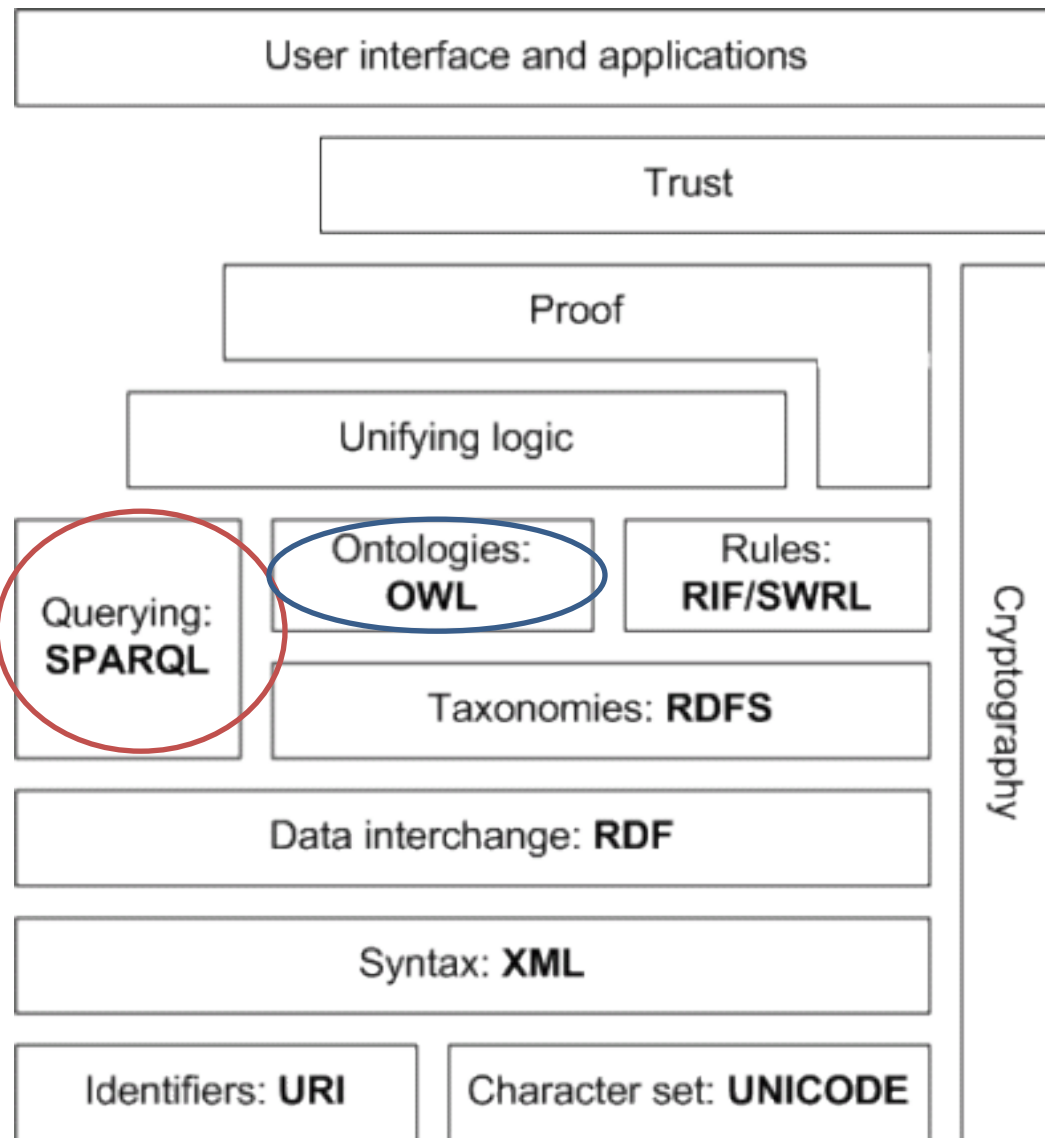 User interface and applications
Trust
Proof
Unifying logic
Querying:
SPARQL
Ontologies:
OWL
Rules:
RIF/SWRL
Taxonomies: RDFS
Data interchange: RDF
Syntax: XML
Identifiers: URI
Character set: UNICODE
Cryptography